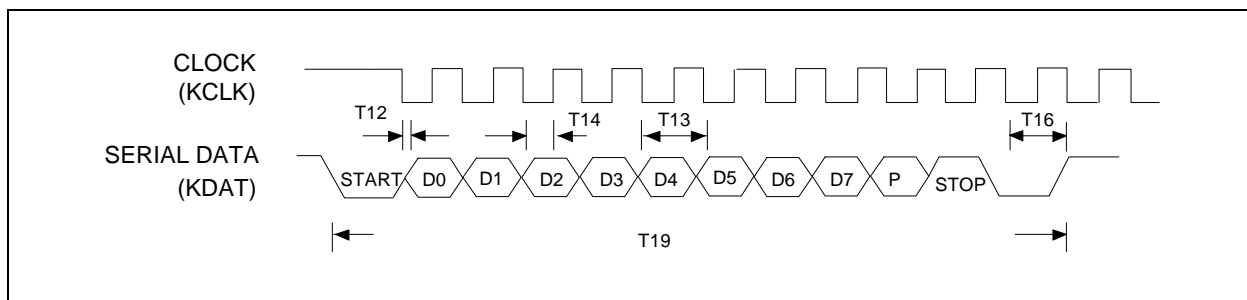 CLOCK
(KCLK)
T12
T14
T13
T16
SERIAL DATA
(KDAT)
START D0 D1 D2 D3 D4 D5 D6 D7 P STOP
T19